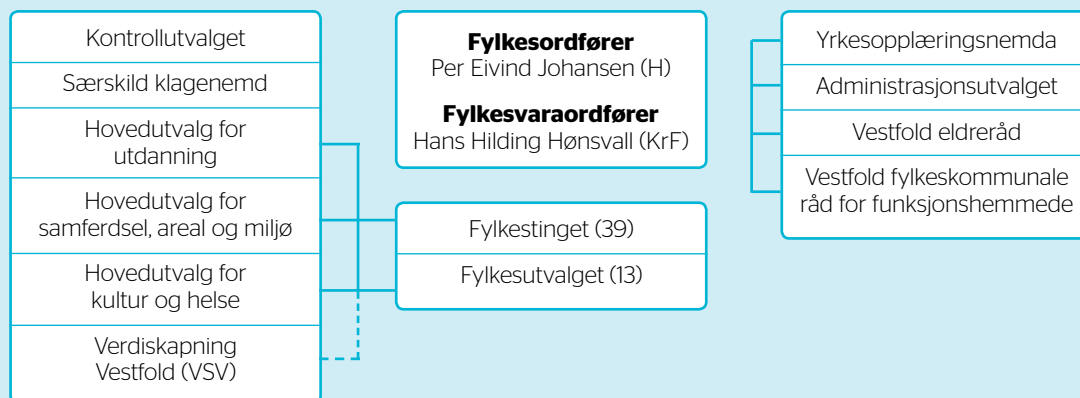 Kontrollutvalget
Særskild klagenemd
Hovedutvalg for
utdanning
Hovedutvalg for
samferdsel, areal og miljø
Hovedutvalg for
kultur og helse
Verdiskapning
Vestfold (VSV)
Fylkesordfører
Per Eivind Johansen (H)
Fylkesvaraordfører
Hans Hilding Hønsvall (KrF)
Fylkestinget (39)
Fylkesutvalget (13)
Yrkesopplæringsnemda
Administrasjonsutvalget
Vestfold eldreråd
Vestfold fylkeskommunale
råd for funksjonshemmede